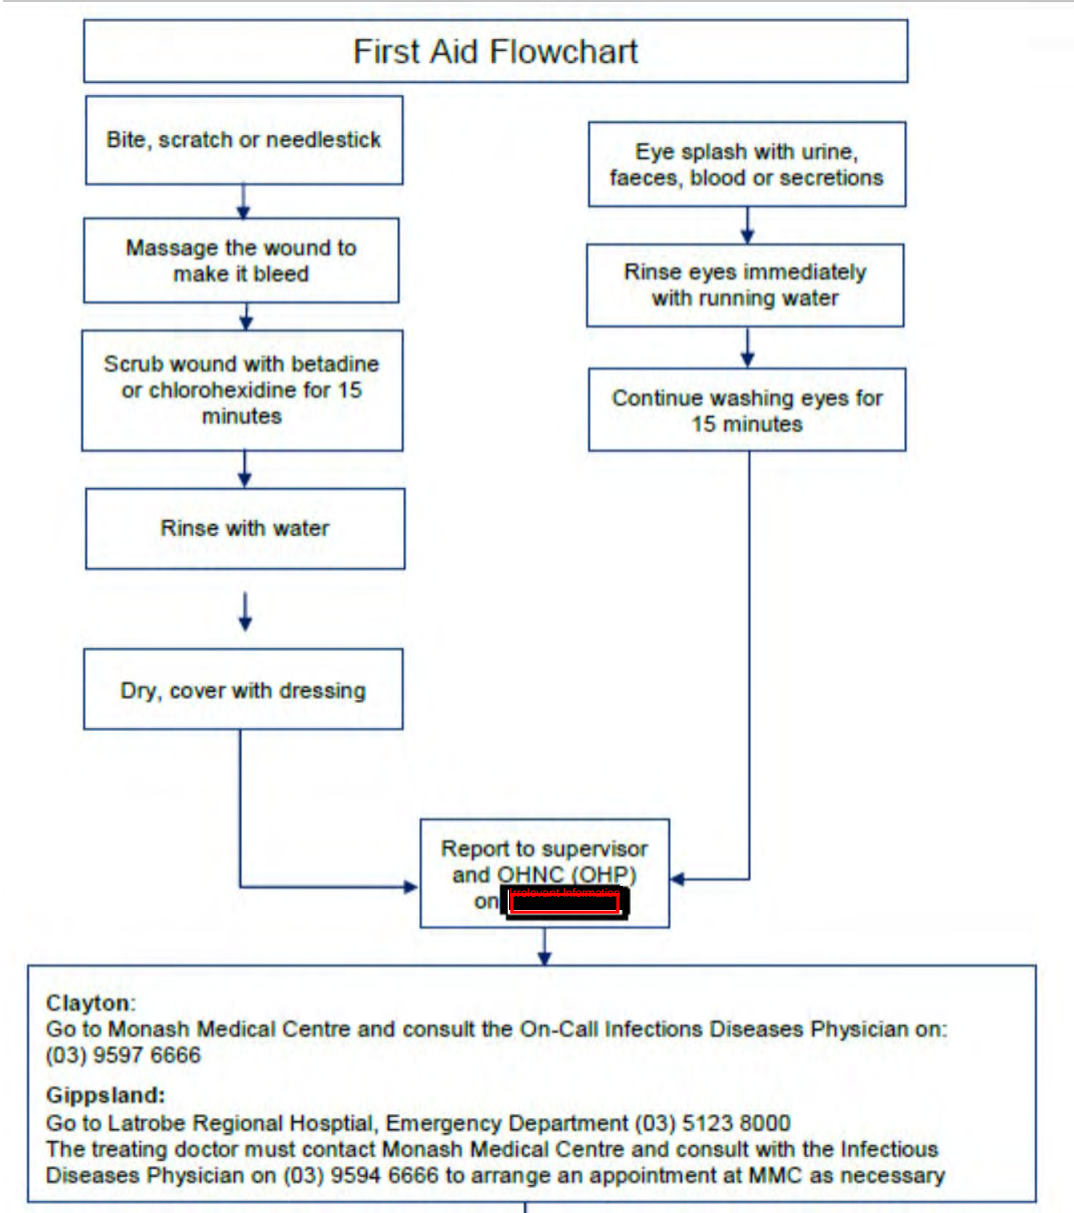 First Aid Flowchart
Bite, scratch or needlestick
Massage the wound to
make it bleed
Scrub wound with betadine
or chlorohexidine for 15
minutes
Rinse with water
Dry, cover with dressing
Eye splash with urine,
faeces, blood or secretions
Rinse eyes immediately
with running water
Continue washing eyes for
15 minutes
Report to supervisor
and OHNC (OHP)
on
Irrelevant Information
Clayton:
Go to Monash Medical Centre and consult the On-Call Infections Diseases Physician on:
(03) 9597 6666
Gippsland:
Go to Latrobe Regional Hosptial, Emergency Department (03) 5123 8000
The treating doctor must contact Monash Medical Centre and consult with the Infectious
Diseases Physician on (03) 9594 6666 to arrange an appointment at MMC as necessary